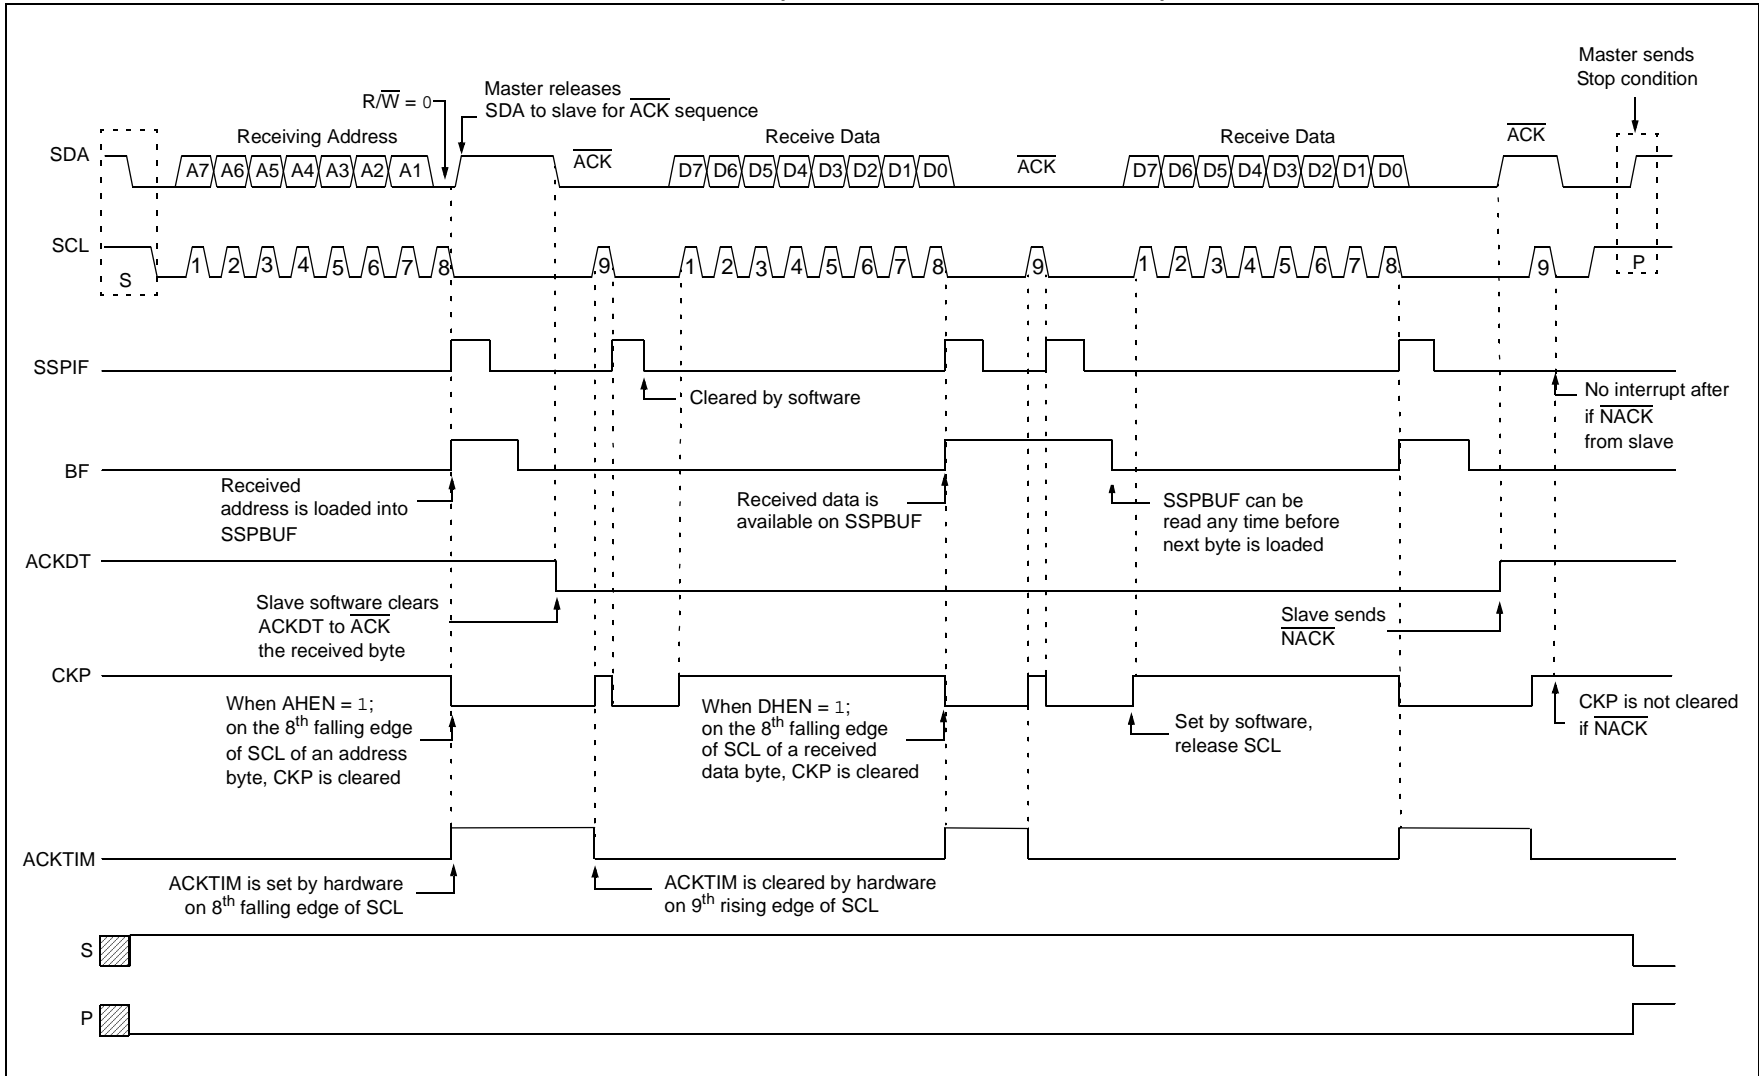 Master sends
Stop condition
Master releases
SDA to slave for ACK sequence
R/W = 0
Receiving Address
Receive Data
Receive Data
ACK
SDA
A7 A6 A5 A4 A3 A2 A1
ACK
D7 D6 D5 D4 D3 D2 D1 D0
ACK
D7 D6 D5 D4 D3 D2 D1 D0
SCL
S
1 2 3 4 5 6 7 8
9
1 2 3 4 5 6 7 8
9
1 2 3 4 5 6 7 8
9
P
SSPIF
Cleared by software
No interrupt after
if NACK
from slave
BF
Received
address is loaded into
SSPBUF
Received data is
available on SSPBUF
SSPBUF can be
read any time before
next byte is loaded
ACKDT
Slave software clears
ACKDT to ACK
the received byte
Slave sends
NACK
CKP
When AHEN = 1;
on the 8th falling edge
of SCL of an address
byte, CKP is cleared
When DHEN = 1;
on the 8th falling edge
of SCL of a received
data byte, CKP is cleared
Set by software,
release SCL
CKP is not cleared
if NACK
ACKTIM
ACKTIM is set by hardware
on 8th falling edge of SCL
ACKTIM is cleared by hardware
on 9th rising edge of SCL
S
P